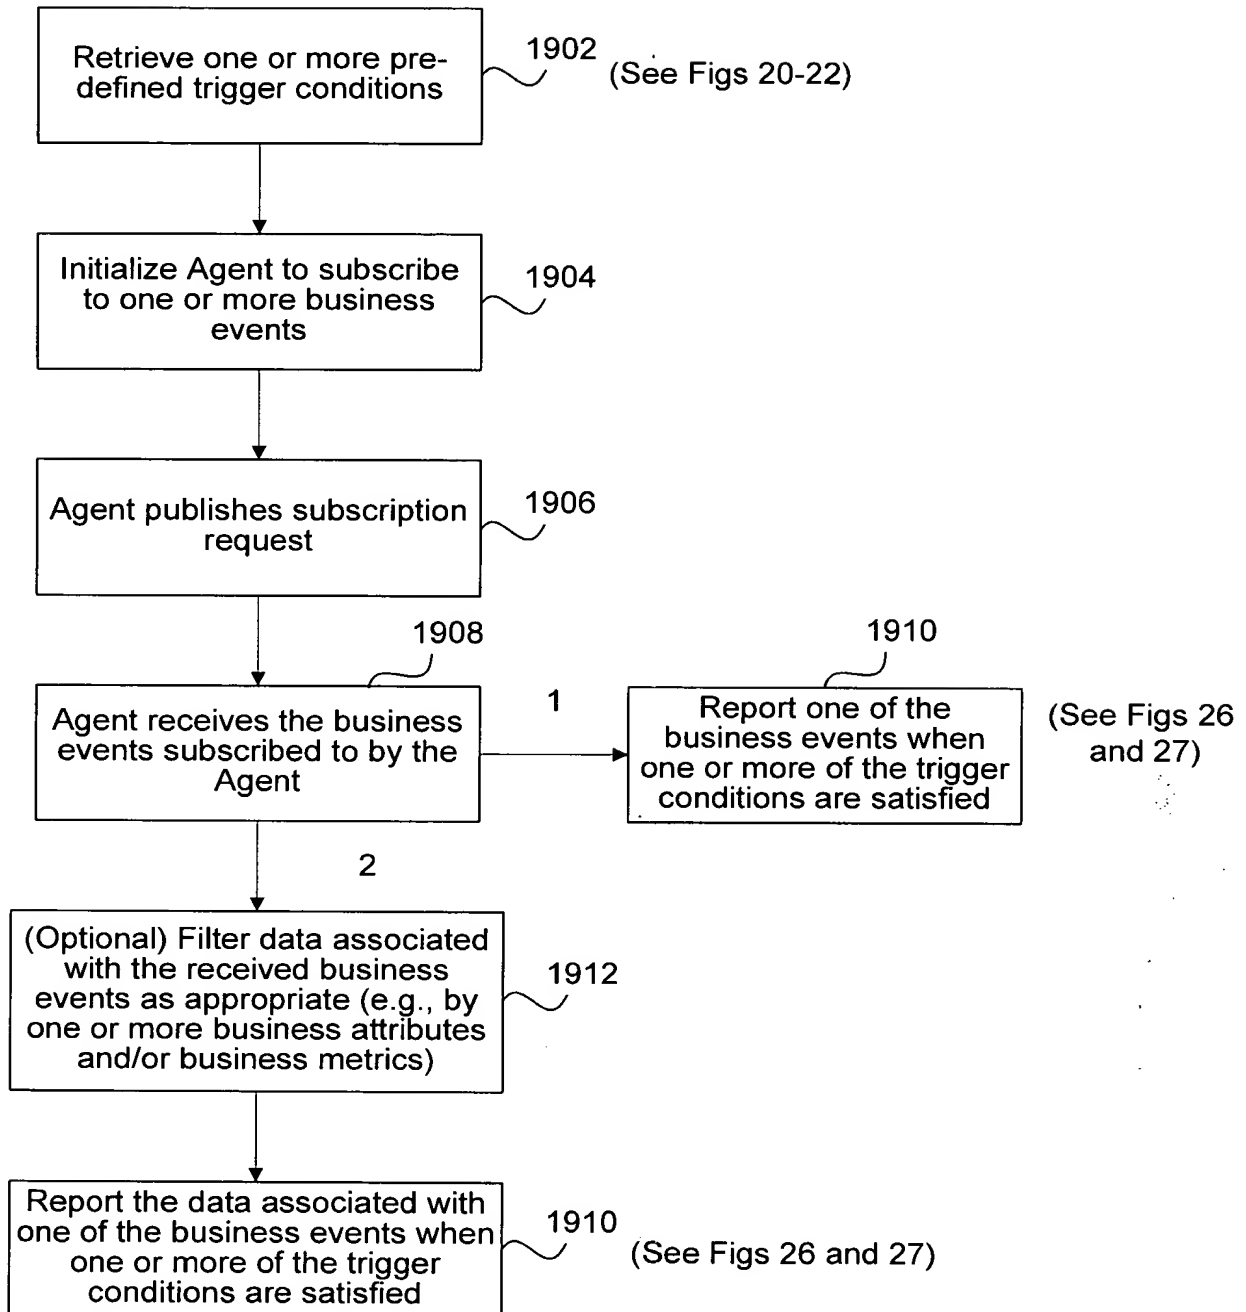 Retrieve one or more pre-
defined trigger conditions
1902
(See Figs 20-22)
Initialize Agent to subscribe
to one or more business
events
1904
Agent publishes subscription
request
1906
1908
Agent receives the business
events subscribed to by the
Agent
1
1910
Report one of the
business events when
one or more of the trigger
conditions are satisfied
(See Figs 26
and 27)
2
(Optional) Filter data associated
with the received business
events as appropriate (e.g., by
one or more business attributes
and/or business metrics)
1912
Report the data associated with
one of the business events when
one or more of the trigger
conditions are satisfied
1910
(See Figs 26 and 27)